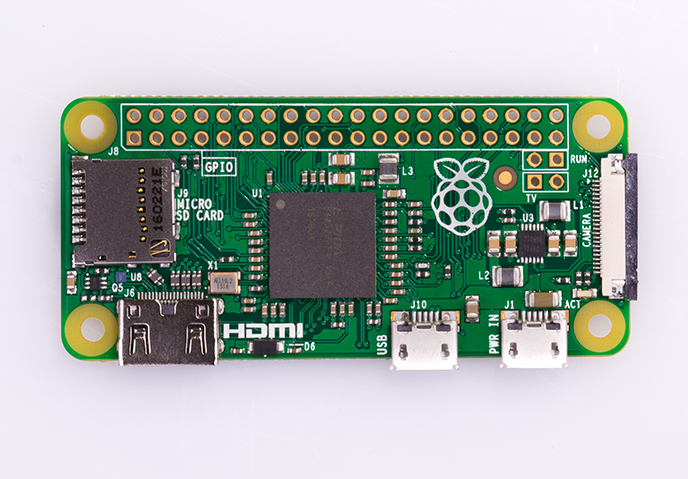 J8
GPIO
RUN
J12
TV
J9
MICRO
SD CARD
160221E
U1
L3
L1
U3
CAMERA
L2
X1
U8
Q5
J6
HDMI
D6
J10
USB
J1
PWR IN
ACT